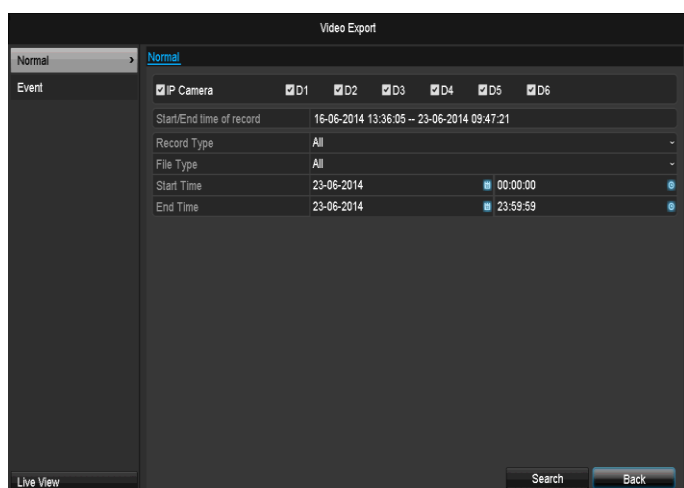 Video Export
Normal ›
Event
Live View
Normal
IP Camera D1 D2 D3 D4 D5 D6
Start/End time of record 16-06-2014 13:36:05 -- 23-06-2014 09:47:21
Record Type All
File Type All
Start Time 23-06-2014 00:00:00
End Time 23-06-2014 23:59:59
Search Back